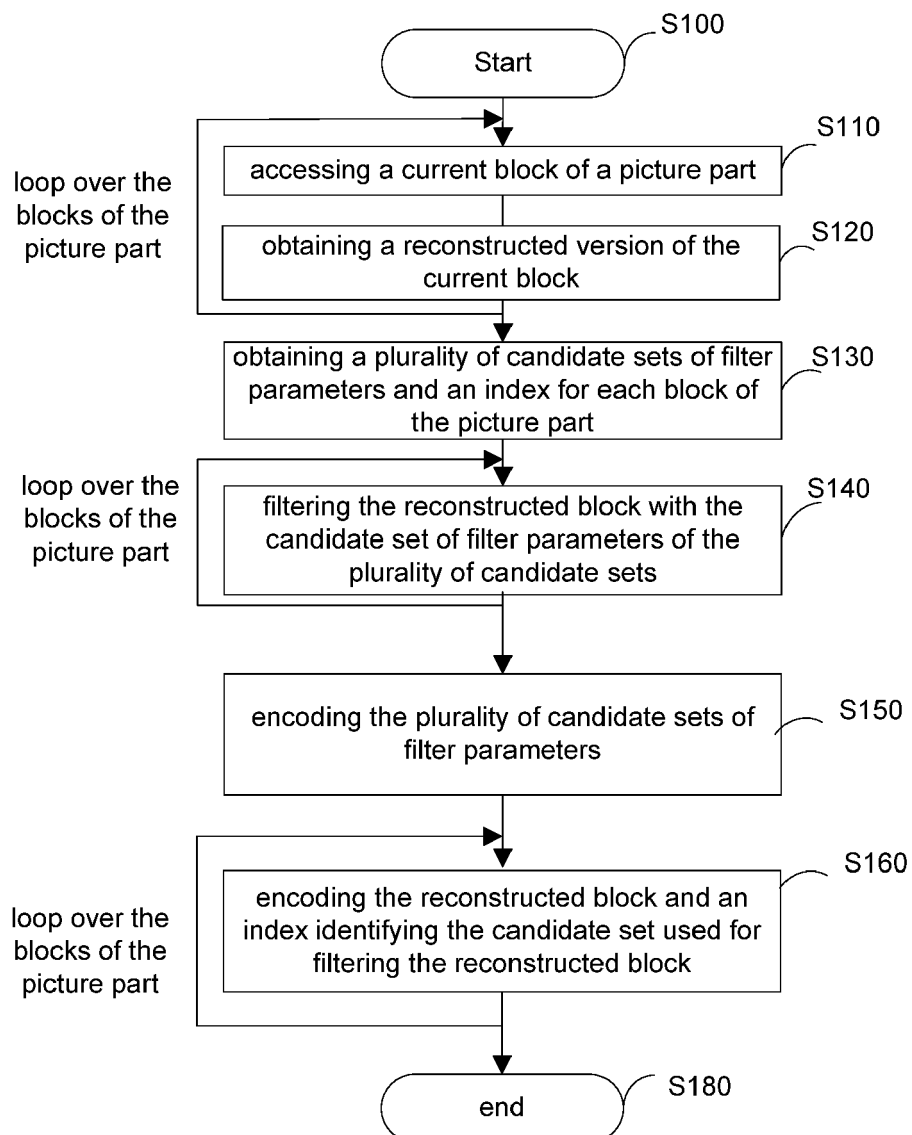 S100
Start
S110
accessing a current block of a picture part
loop over the
blocks of the
picture part
S120
obtaining a reconstructed version of the
current block
S130
obtaining a plurality of candidate sets of filter
parameters and an index for each block of
the picture part
loop over the
blocks of the
picture part
S140
filtering the reconstructed block with the
candidate set of filter parameters of the
plurality of candidate sets
S150
encoding the plurality of candidate sets of
filter parameters
S160
loop over the
blocks of the
picture part
encoding the reconstructed block and an
index identifying the candidate set used for
filtering the reconstructed block
S180
end